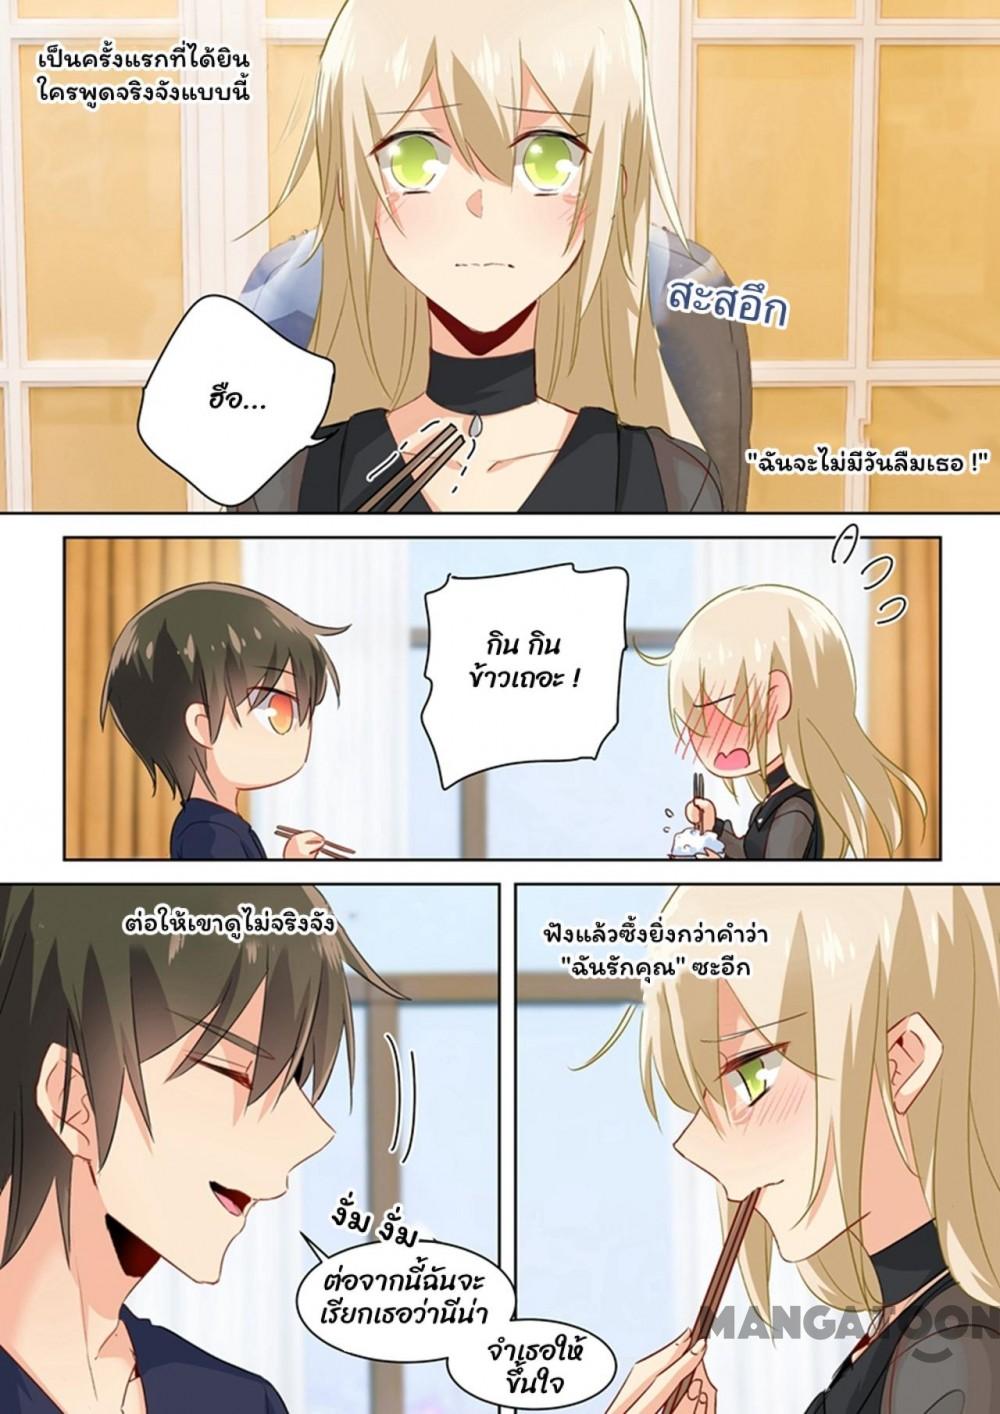 เป็นครั้งแรกที่ได้ยิน
ใครพูดจริงจังแบบนี้
สะสอึก
ฮือ...
"ฉันจะไม่มีวันลืมเธอ !"
กิน กิน
ข้าวเถอะ !
ต่อให้เขาดูไม่จริงจัง
ฟังแล้วซึ้งยิ่งกว่าคำว่า
"ฉันรักคุณ" ซะอีก
งั่ม งั่ม
ต่อจากนี้ฉันจะ
เรียกเธอว่านีน่า
จำเธอให้
ขึ้นใจ
MANGATOON